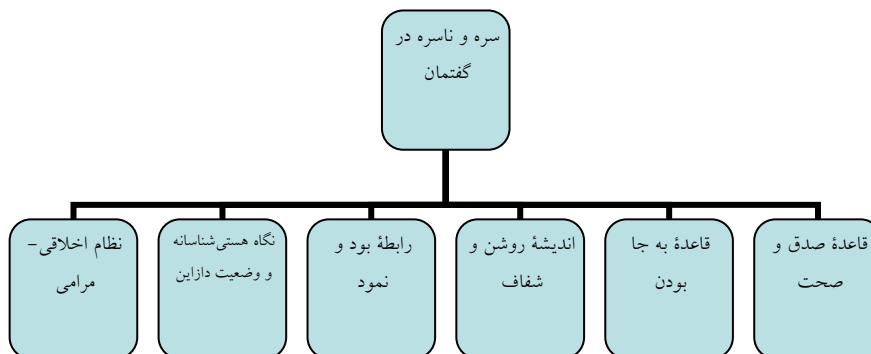 سره و ناسره در
گفتمان
قاعدهٔ صدق و
صحت
قاعدهٔ به جا
بودن
اندیشهٔ روشن و
شفاف
رابطهٔ بود و
نمود
نگاه هستی‌شناسانه
و وضعیت دازاین
نظام اخلاقی-
مرامی